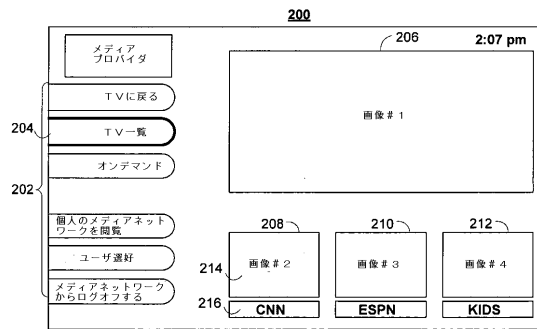 200
206
2:07 pm
メディア
プロバイダ
TVに戻る
画像#1
204
TV一覧
オンデマンド
202
208
210
212
個人のメディアネット
ワークを閲覧
ユーザ選好
214
画像#2
画像#3
画像#4
メディアネットワーク
からログオフする
216
CNN
ESPN
KIDS